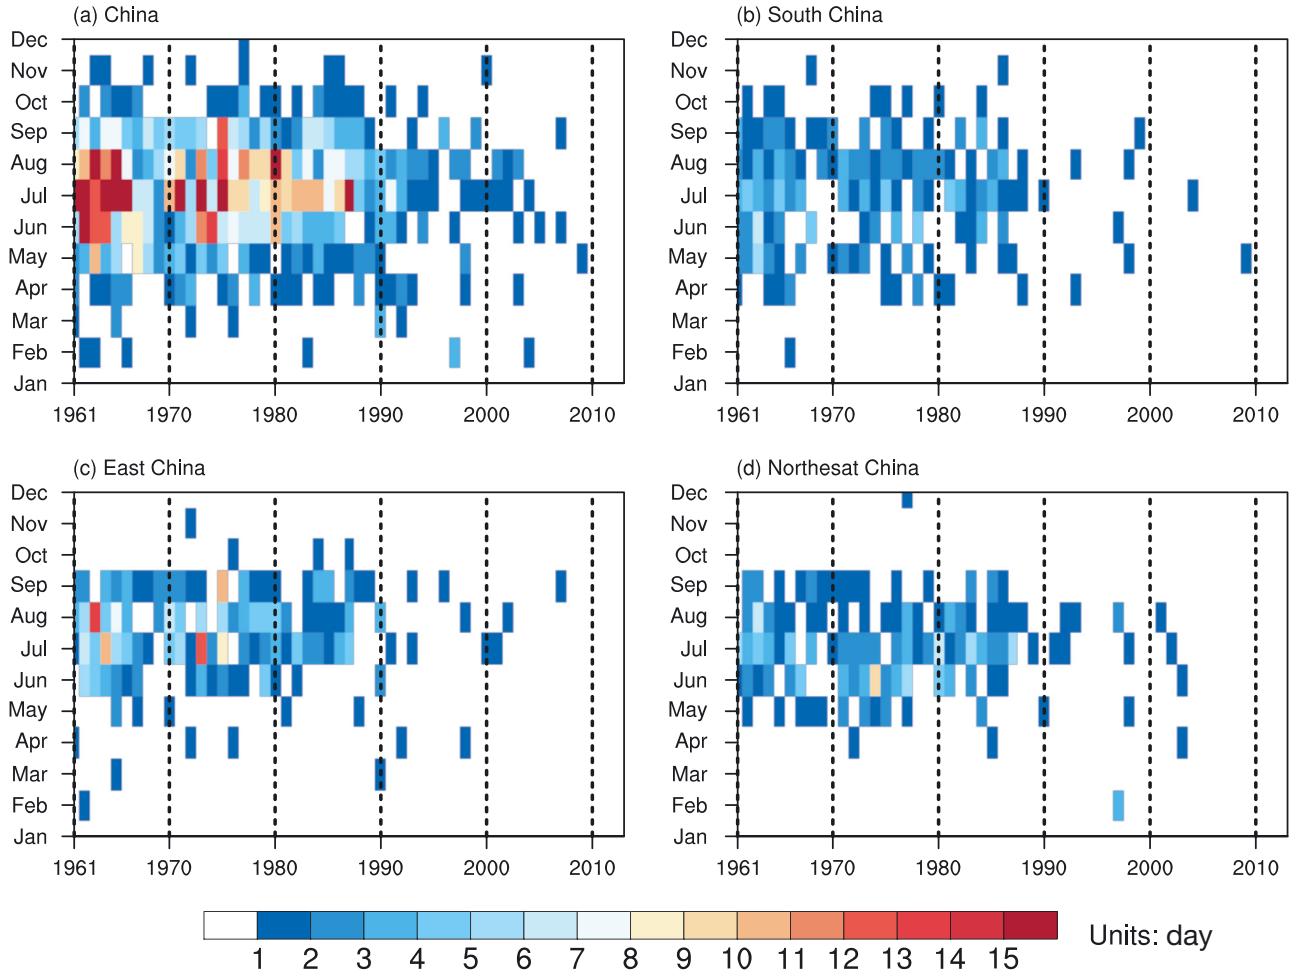 (a) China
Dec
Nov
Oct
Sep
Aug
Jul
Jun
May
Apr
Mar
Feb
Jan
1961 1970 1980 1990 2000 2010
(b) South China
Dec
Nov
Oct
Sep
Aug
Jul
Jun
May
Apr
Mar
Feb
Jan
1961 1970 1980 1990 2000 2010
(c) East China
Dec
Nov
Oct
Sep
Aug
Jul
Jun
May
Apr
Mar
Feb
Jan
1961 1970 1980 1990 2000 2010
(d) Northesat China
Dec
Nov
Oct
Sep
Aug
Jul
Jun
May
Apr
Mar
Feb
Jan
1961 1970 1980 1990 2000 2010
1 2 3 4 5 6 7 8 9 10 11 12 13 14 15
Units: day